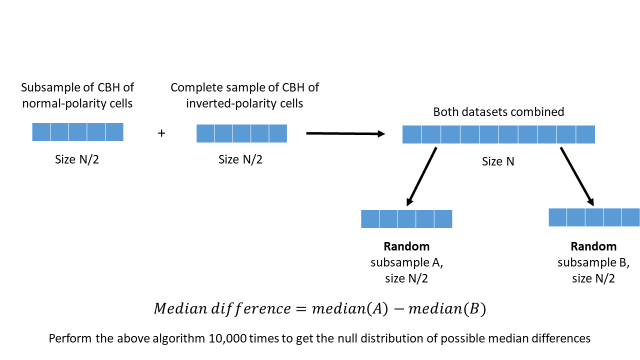 Subsample of CBH of
normal-polarity cells
Complete sample of CBH of
inverted-polarity cells
Both datasets combined
+
Size N/2
Size N/2
Size N
Random
subsample A,
size N/2
Random
subsample B,
size N/2
Median difference = median(A) − median(B)
Perform the above algorithm 10,000 times to get the null distribution of possible median differences